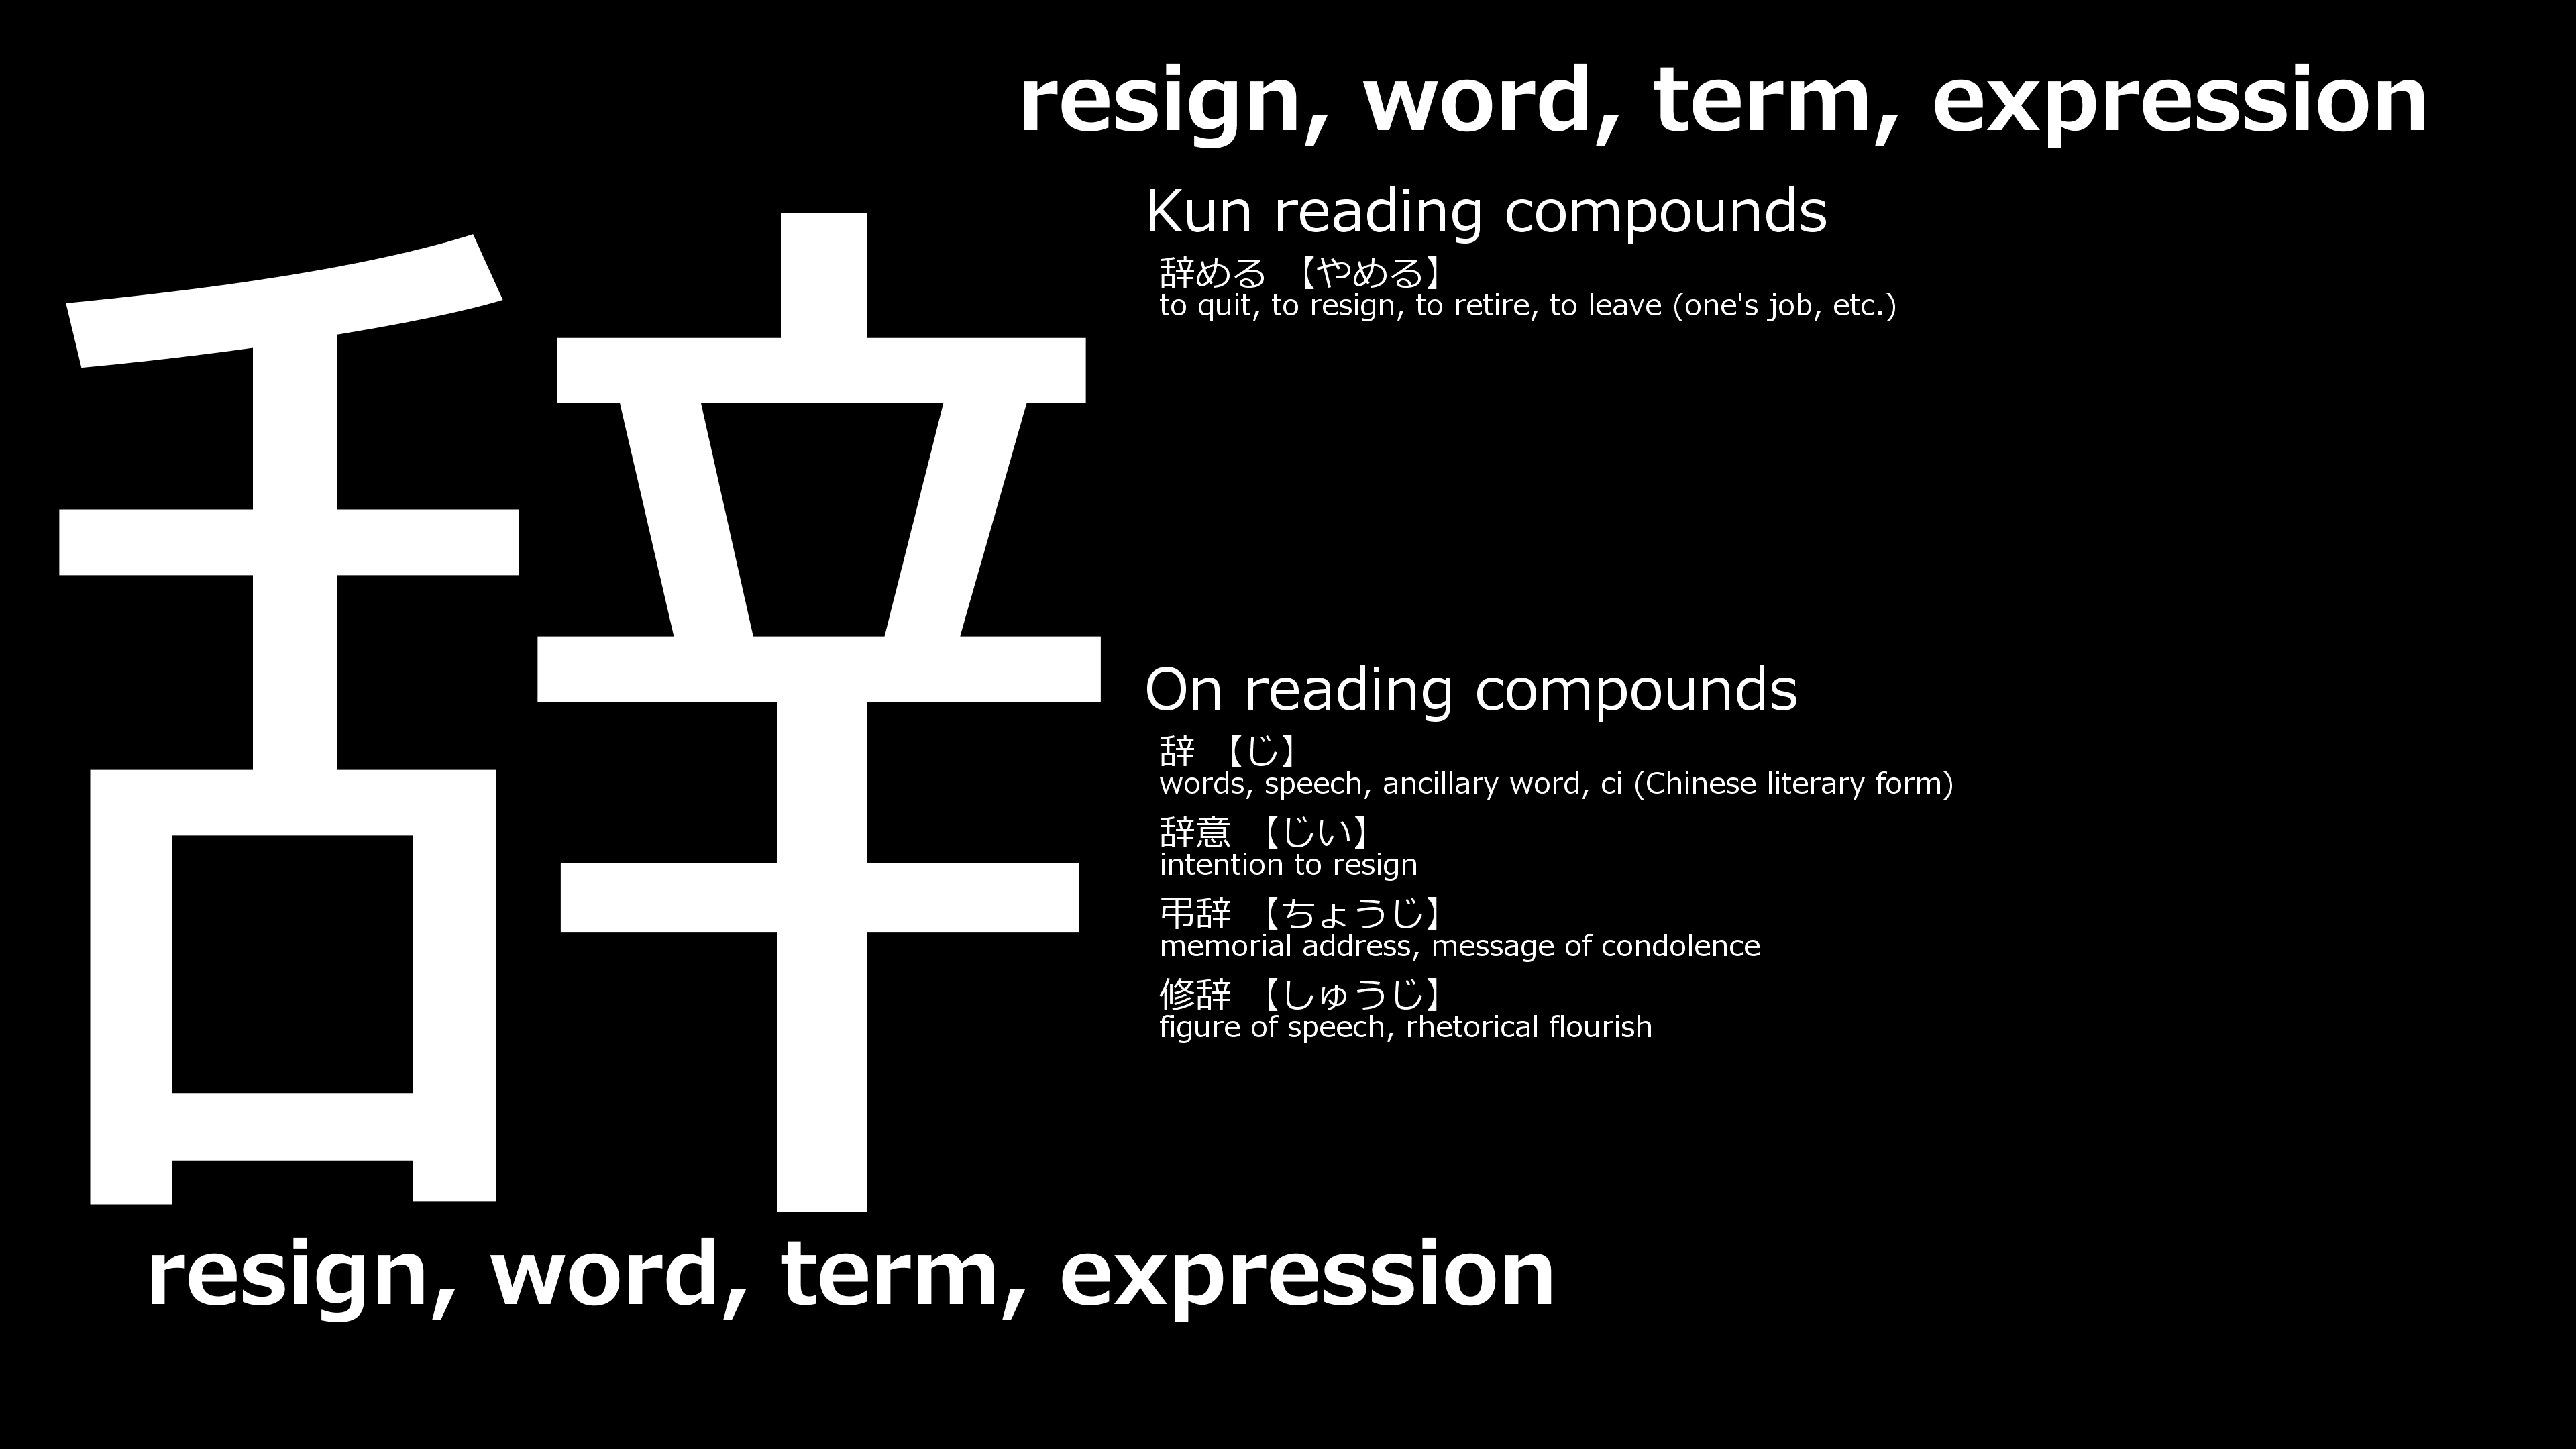 resign, word, term, expression
辞
Kun reading compounds
辞める 【やめる】
to quit, to resign, to retire, to leave (one's job, etc.)
On reading compounds
辞 【じ】
words, speech, ancillary word, ci (Chinese literary form)
辞意 【じい】
intention to resign
弔辞 【ちょうじ】
memorial address, message of condolence
修辞 【しゅうじ】
figure of speech, rhetorical flourish
resign, word, term, expression